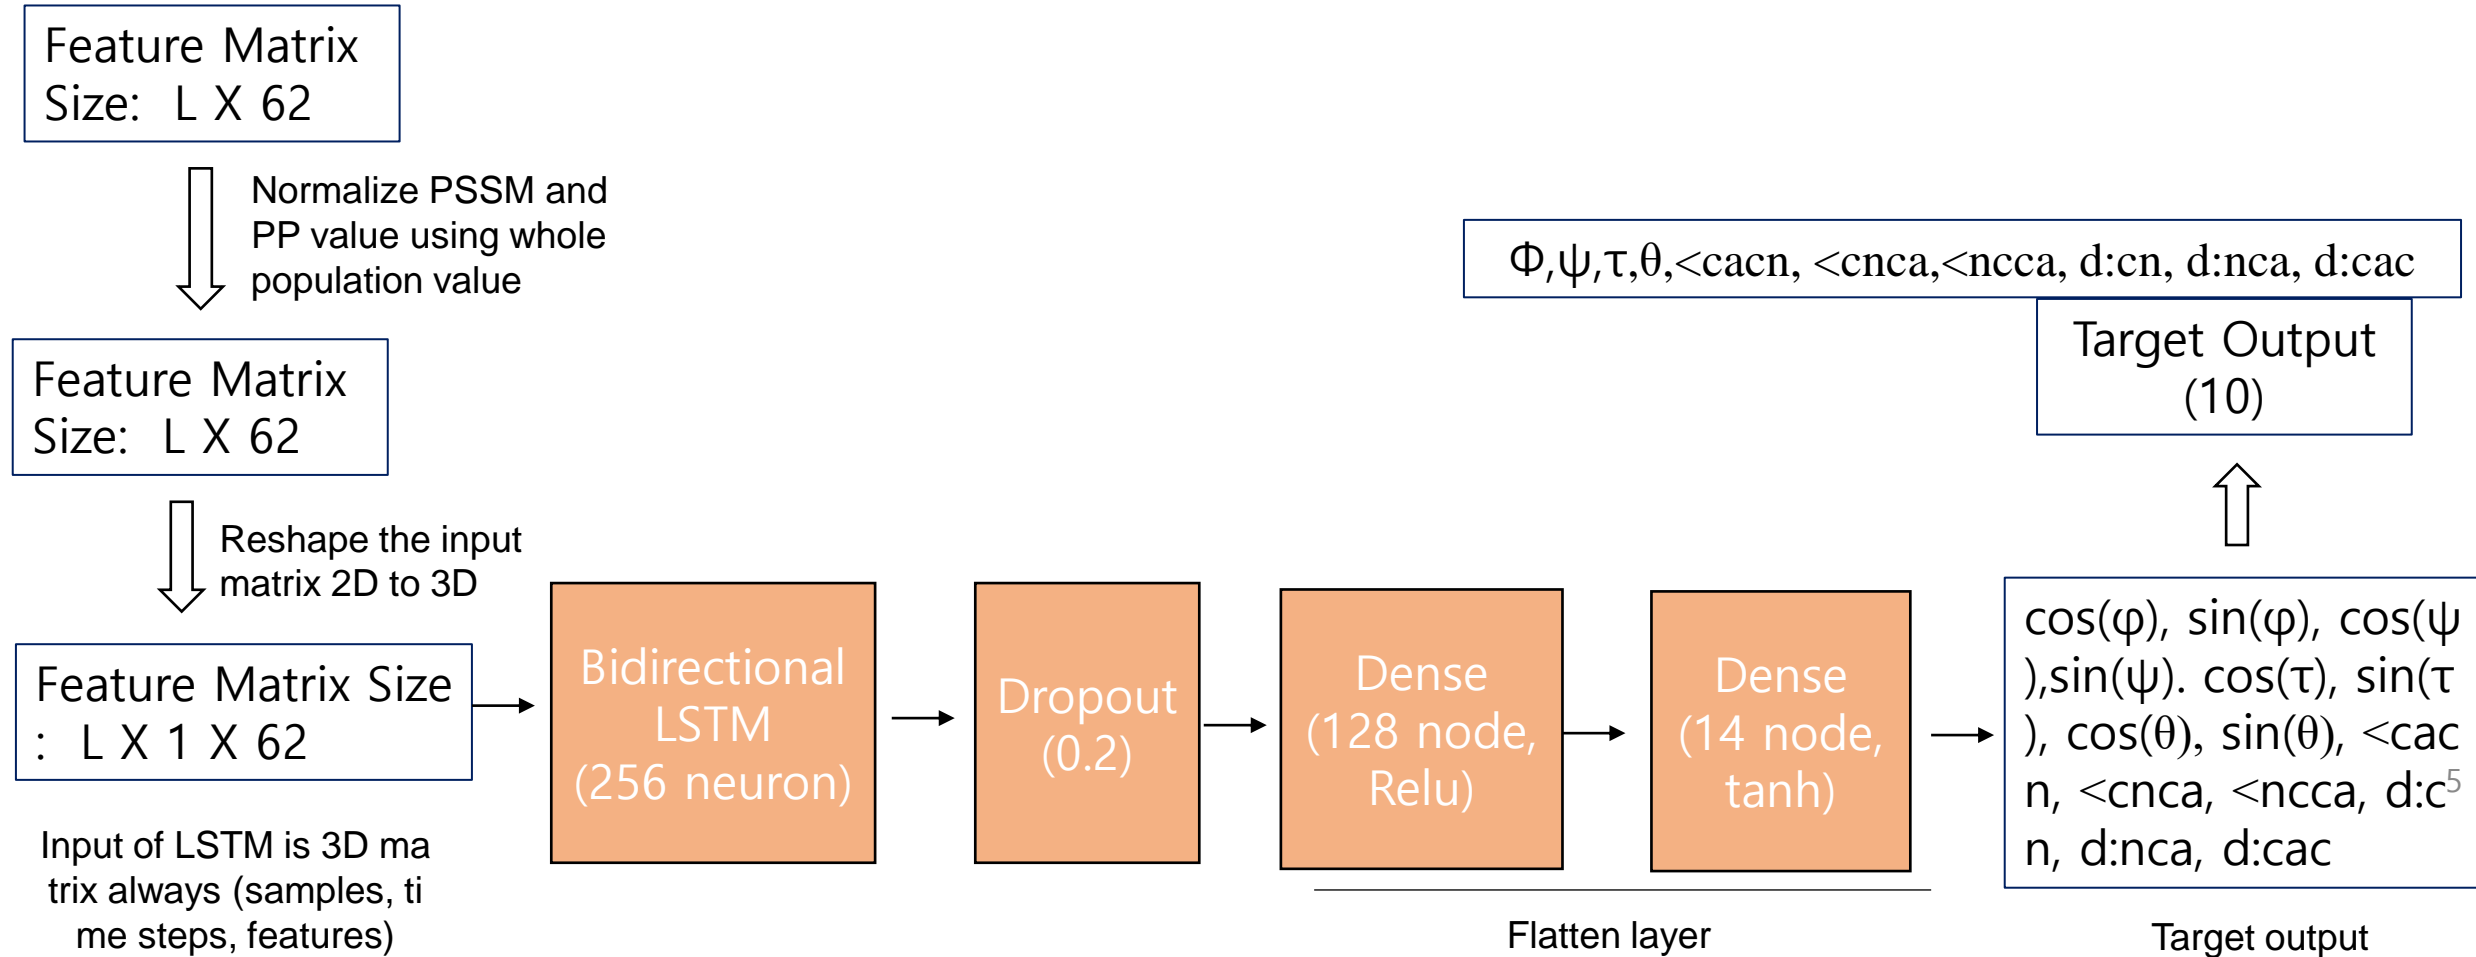 Feature Matrix
Size: L X 62
Normalize PSSM and
PP value using whole
population value
Feature Matrix
Size: L X 62
Reshape the input
matrix 2D to 3D
Feature Matrix Size
: L X 1 X 62
Input of LSTM is 3D ma
trix always (samples, ti
me steps, features)
Bidirectional
LSTM
(256 neuron)
Dropout
(0.2)
Dense
(128 node,
Relu)
Dense
(14 node,
tanh)
Flatten layer
cos(φ), sin(φ), cos(ψ
),sin(ψ). cos(τ), sin(τ
), cos(θ), sin(θ), <cac
n, <cnca, <ncca, d:c
n, d:nca, d:cac
5
Target output
Target Output
(10)
Φ,ψ,τ,θ,<cacn, <cnca,<ncca, d:cn, d:nca, d:cac